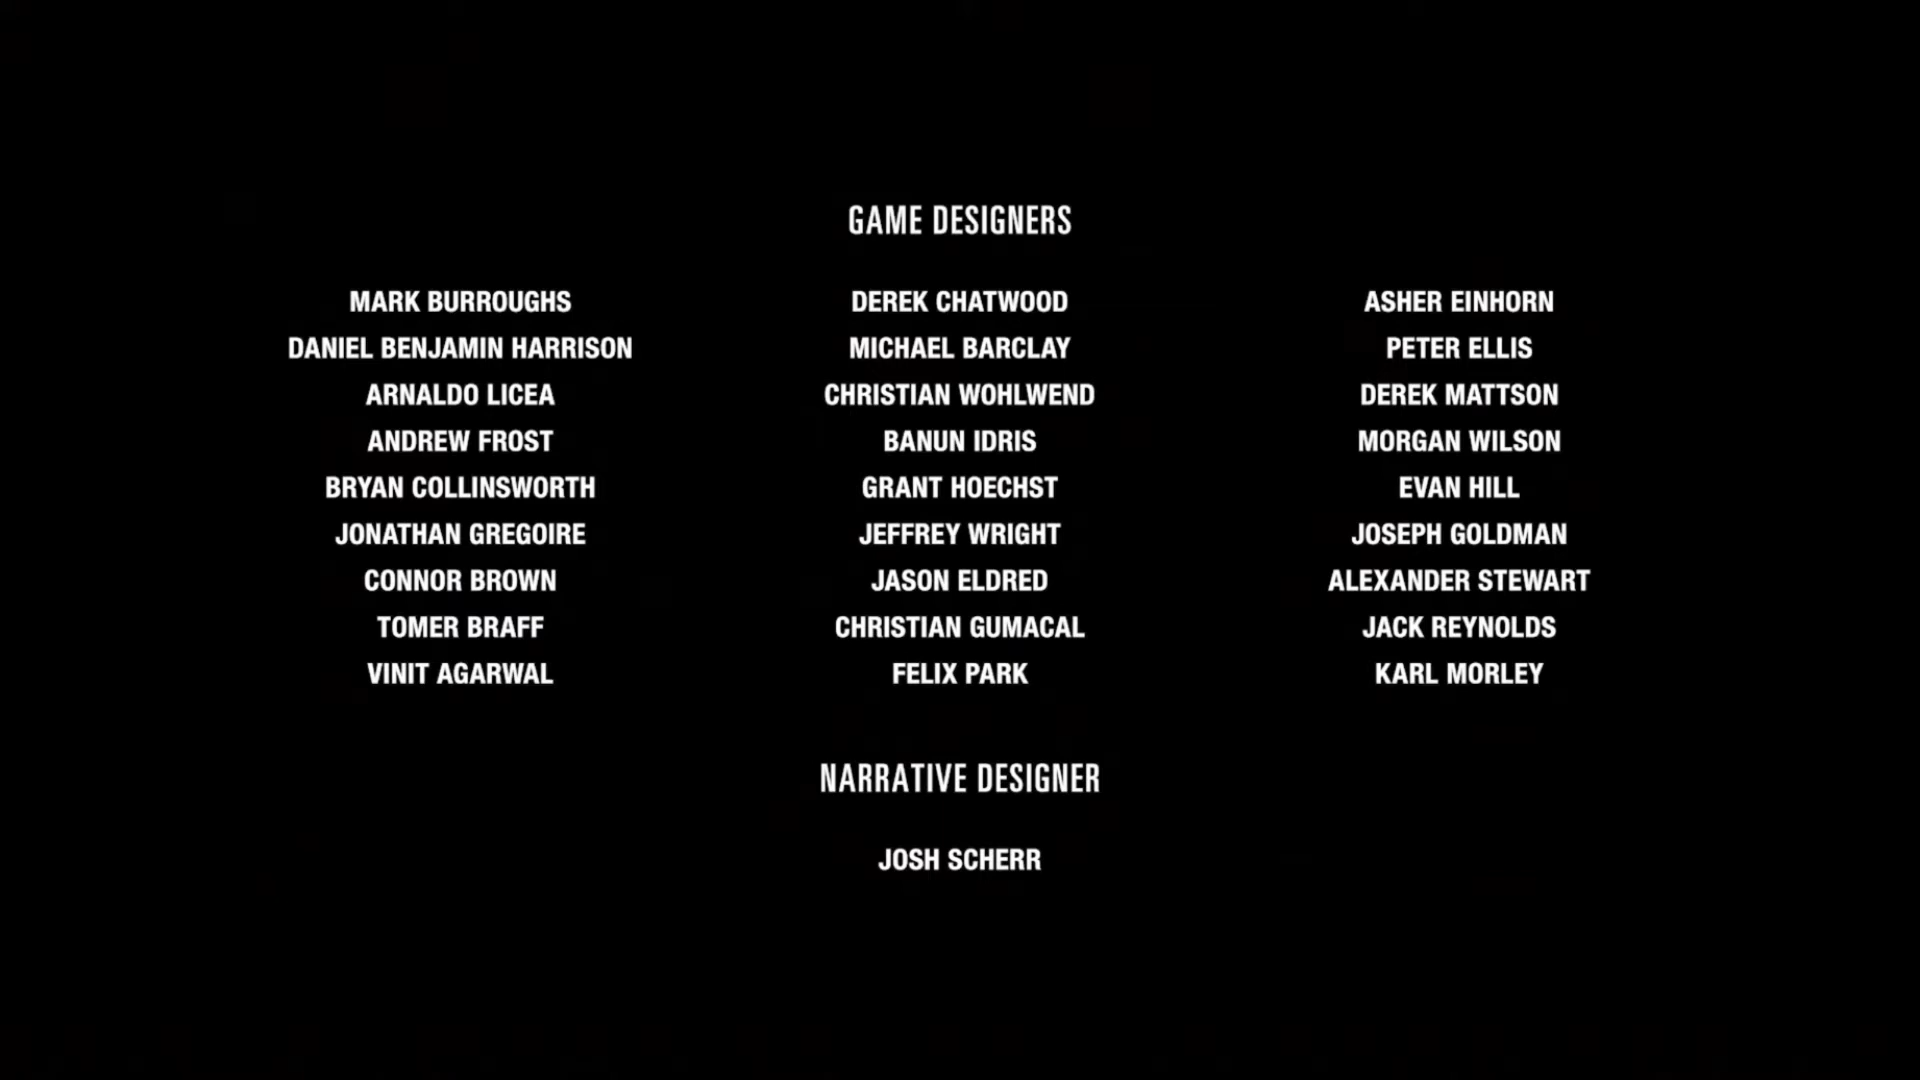 GAME DESIGNERS
MARK BURROUGHS DEREK CHATWOOD ASHER EINHORN
DANIEL BENJAMIN HARRISON MICHAEL BARCLAY PETER ELLIS
ARNALDO LICEA CHRISTIAN WOHLWEND DEREK MATTSON
ANDREW FROST BANUN IDRIS MORGAN WILSON
BRYAN COLLINSWORTH GRANT HOECHST EVAN HILL
JONATHAN GREGOIRE JEFFREY WRIGHT JOSEPH GOLDMAN
CONNOR BROWN JASON ELDRED ALEXANDER STEWART
TOMER BRAFF CHRISTIAN GUMACAL JACK REYNOLDS
VINIT AGARWAL FELIX PARK KARL MORLEY
NARRATIVE DESIGNER
JOSH SCHERR